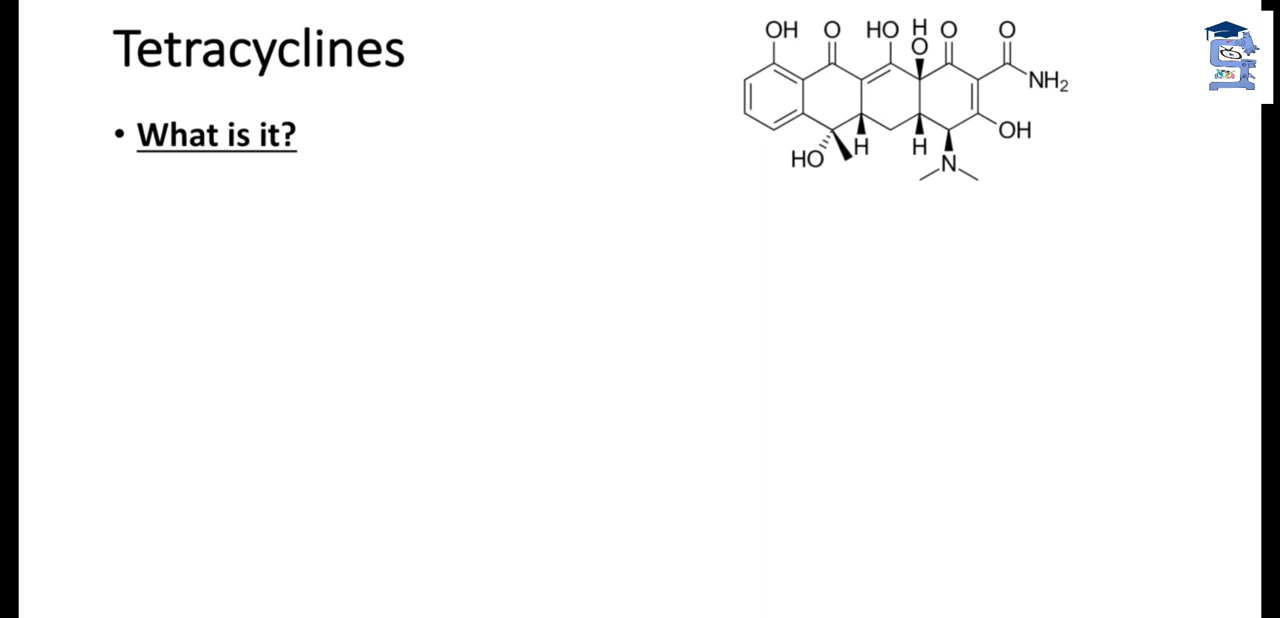 Tetracyclines
• What is it?
OH O HO H O O
O
NH2
OH
HO H H
N